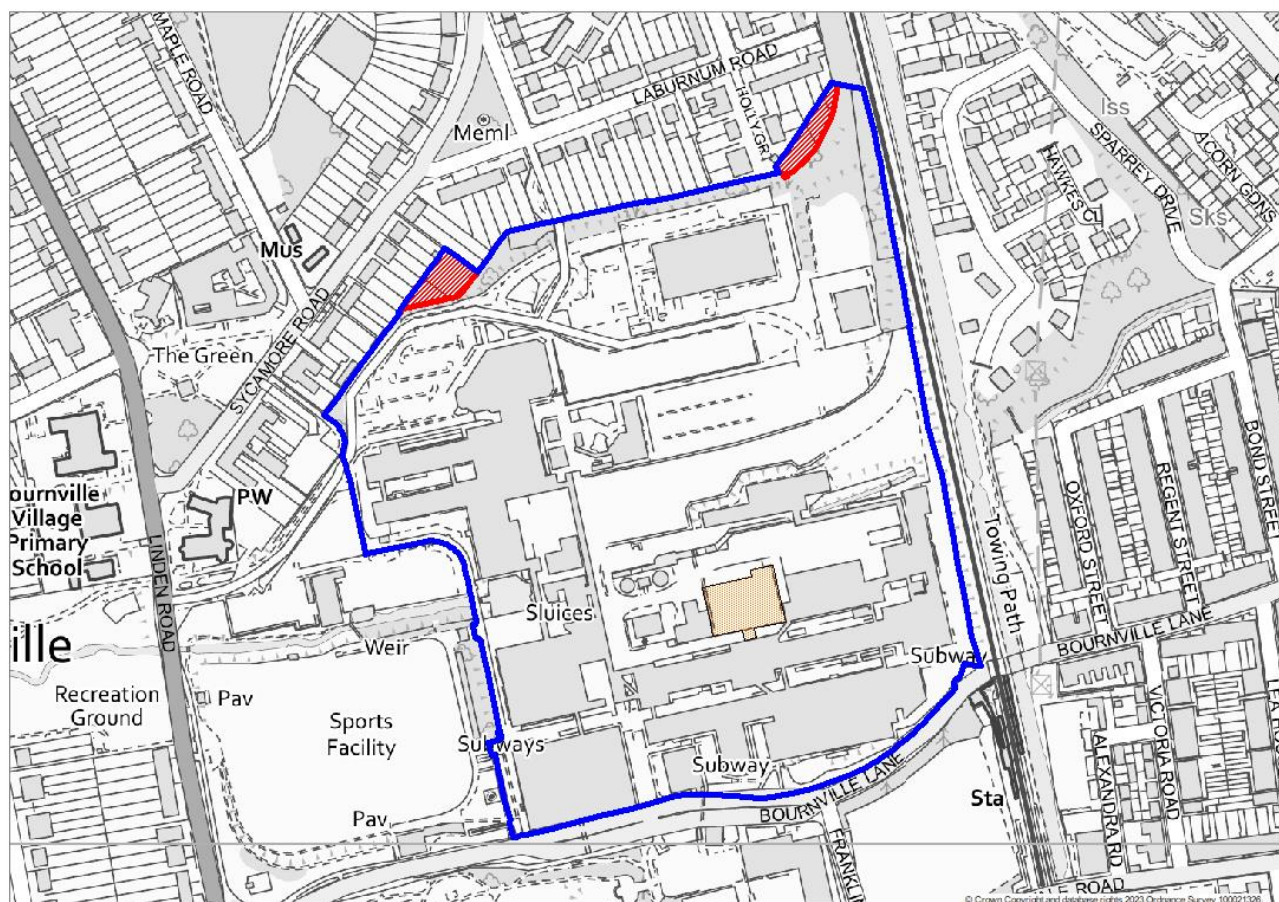 MAPLE ROAD
LABURNUM ROAD
HOLLY GR
Meml
Iss
SPARREY DRIVE
ACORN GDNS
HAWKES CL
Sks
Mus
SYCAMORE ROAD
The Green
BOND STREET
REGENT STREET
OXFORD STREET
PW
ournville
Village
Primary
School
LINDEN ROAD
Towing Path
Sluices
BOURNVILLE LANE
ille
Weir
Subway
Recreation
Ground
Pav
Sports
Facility
Subways
Subway
VICTORIA ROAD
ALEXANDRA RD
BOURNVILLE LANE
Sta
Pav
FRANKLIN
LE ROAD
© Crown Copyright and database rights 2023 Ordnance Survey 100021326